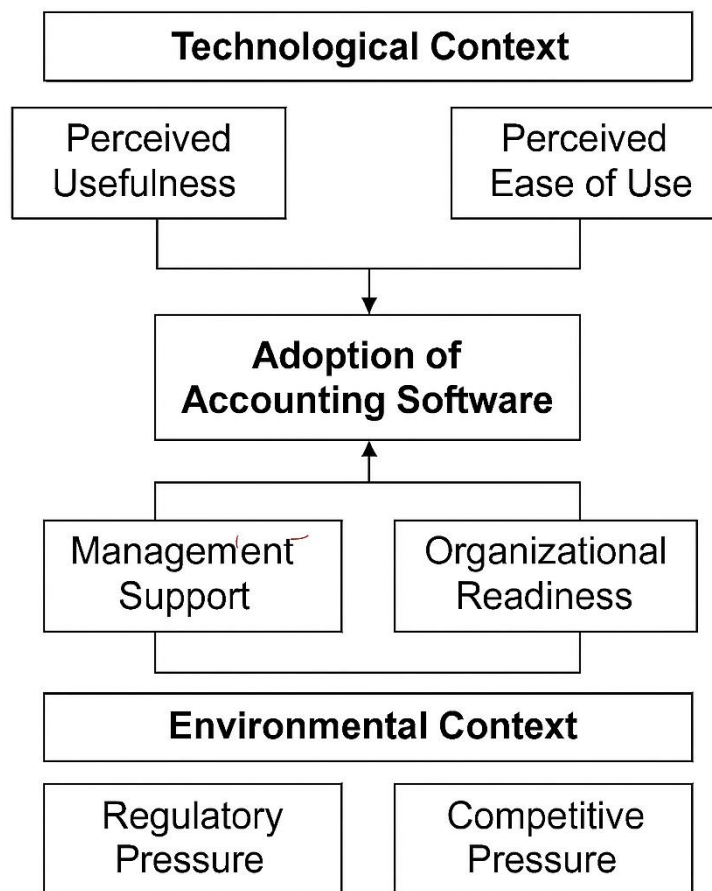 Technological Context
Perceived Perceived
Usefulness Ease of Use
Adoption of
Accounting Software
Management Organizational
Support Readiness
Environmental Context
Regulatory Competitive
Pressure Pressure